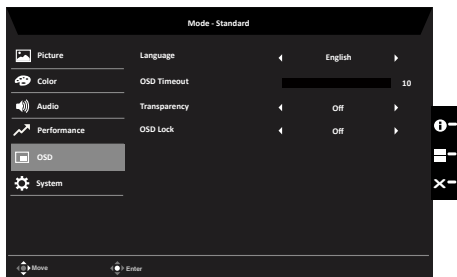 Mode - Standard
Picture
Language
English
Color
OSD Timeout
10
Audio
Transparency
Off
Performance
OSD Lock
Off
OSD
System
Move
Enter